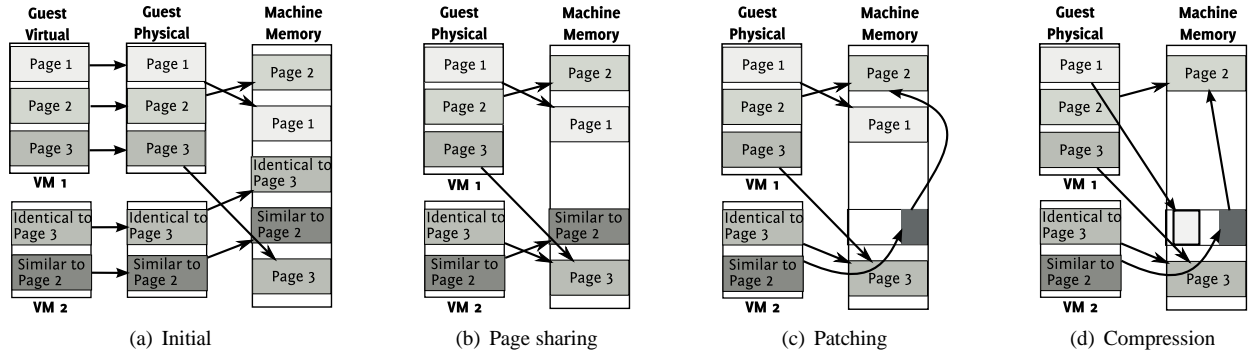 Guest
Virtual
Guest
Physical
Machine
Memory
Page 1
Page 2
Page 3
VM 1
Page 1
Page 2
Page 3
Identical to
Page 3
Similar to
Page 2
VM 2
Identical to
Page 3
Similar to
Page 2
Page 2
Page 1
Identical to
Page 3
Similar to
Page 2
Page 3
(a) Initial
Guest
Physical
Machine
Memory
Page 1
Page 2
Page 3
VM 1
Identical to
Page 3
Similar to
Page 2
VM 2
Page 2
Page 1
Similar to
Page 2
Page 3
(b) Page sharing
Guest
Physical
Machine
Memory
Page 1
Page 2
Page 3
VM 1
Identical to
Page 3
Similar to
Page 2
VM 2
Page 2
Page 1
Page 3
(c) Patching
Guest
Physical
Machine
Memory
Page 1
Page 2
Page 3
VM 1
Identical to
Page 3
Similar to
Page 2
VM 2
Page 2
Page 3
(d) Compression